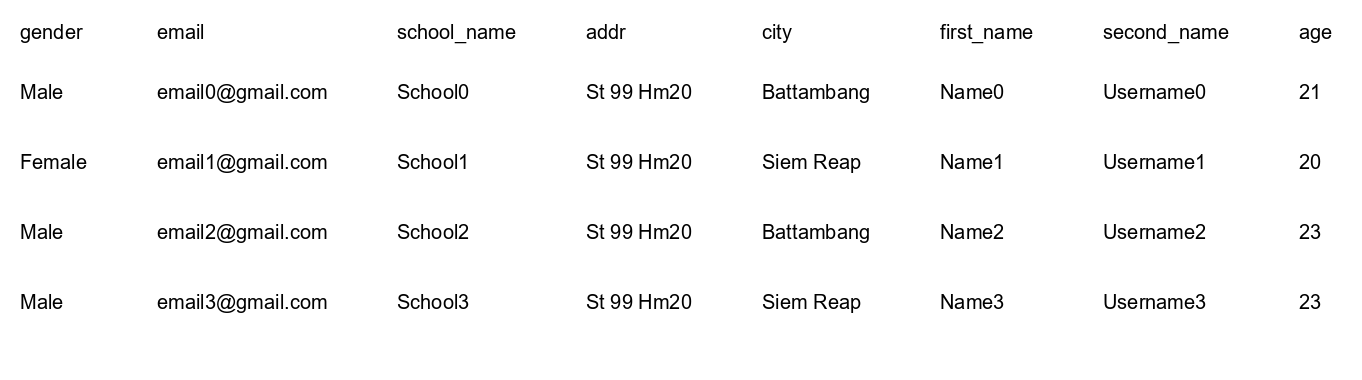 gender email school_name addr city first_name second_name age
Male email0@gmail.com School0 St 99 Hm20 Battambang Name0 Username0 21
Female email1@gmail.com School1 St 99 Hm20 Siem Reap Name1 Username1 20
Male email2@gmail.com School2 St 99 Hm20 Battambang Name2 Username2 23
Male email3@gmail.com School3 St 99 Hm20 Siem Reap Name3 Username3 23